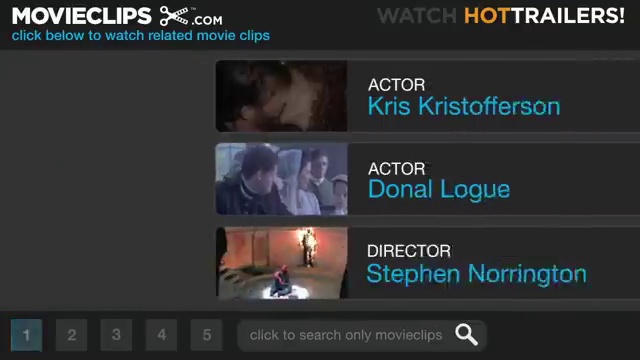 MOVIECLIPS.COM™
WATCH HOTTRAILERS!
click below to watch related movie clips
ACTOR
Kris Kristofferson
ACTOR
Donal Logue
DIRECTOR
Stephen Norrington
1 2 3 4 5 click to search only movieclips